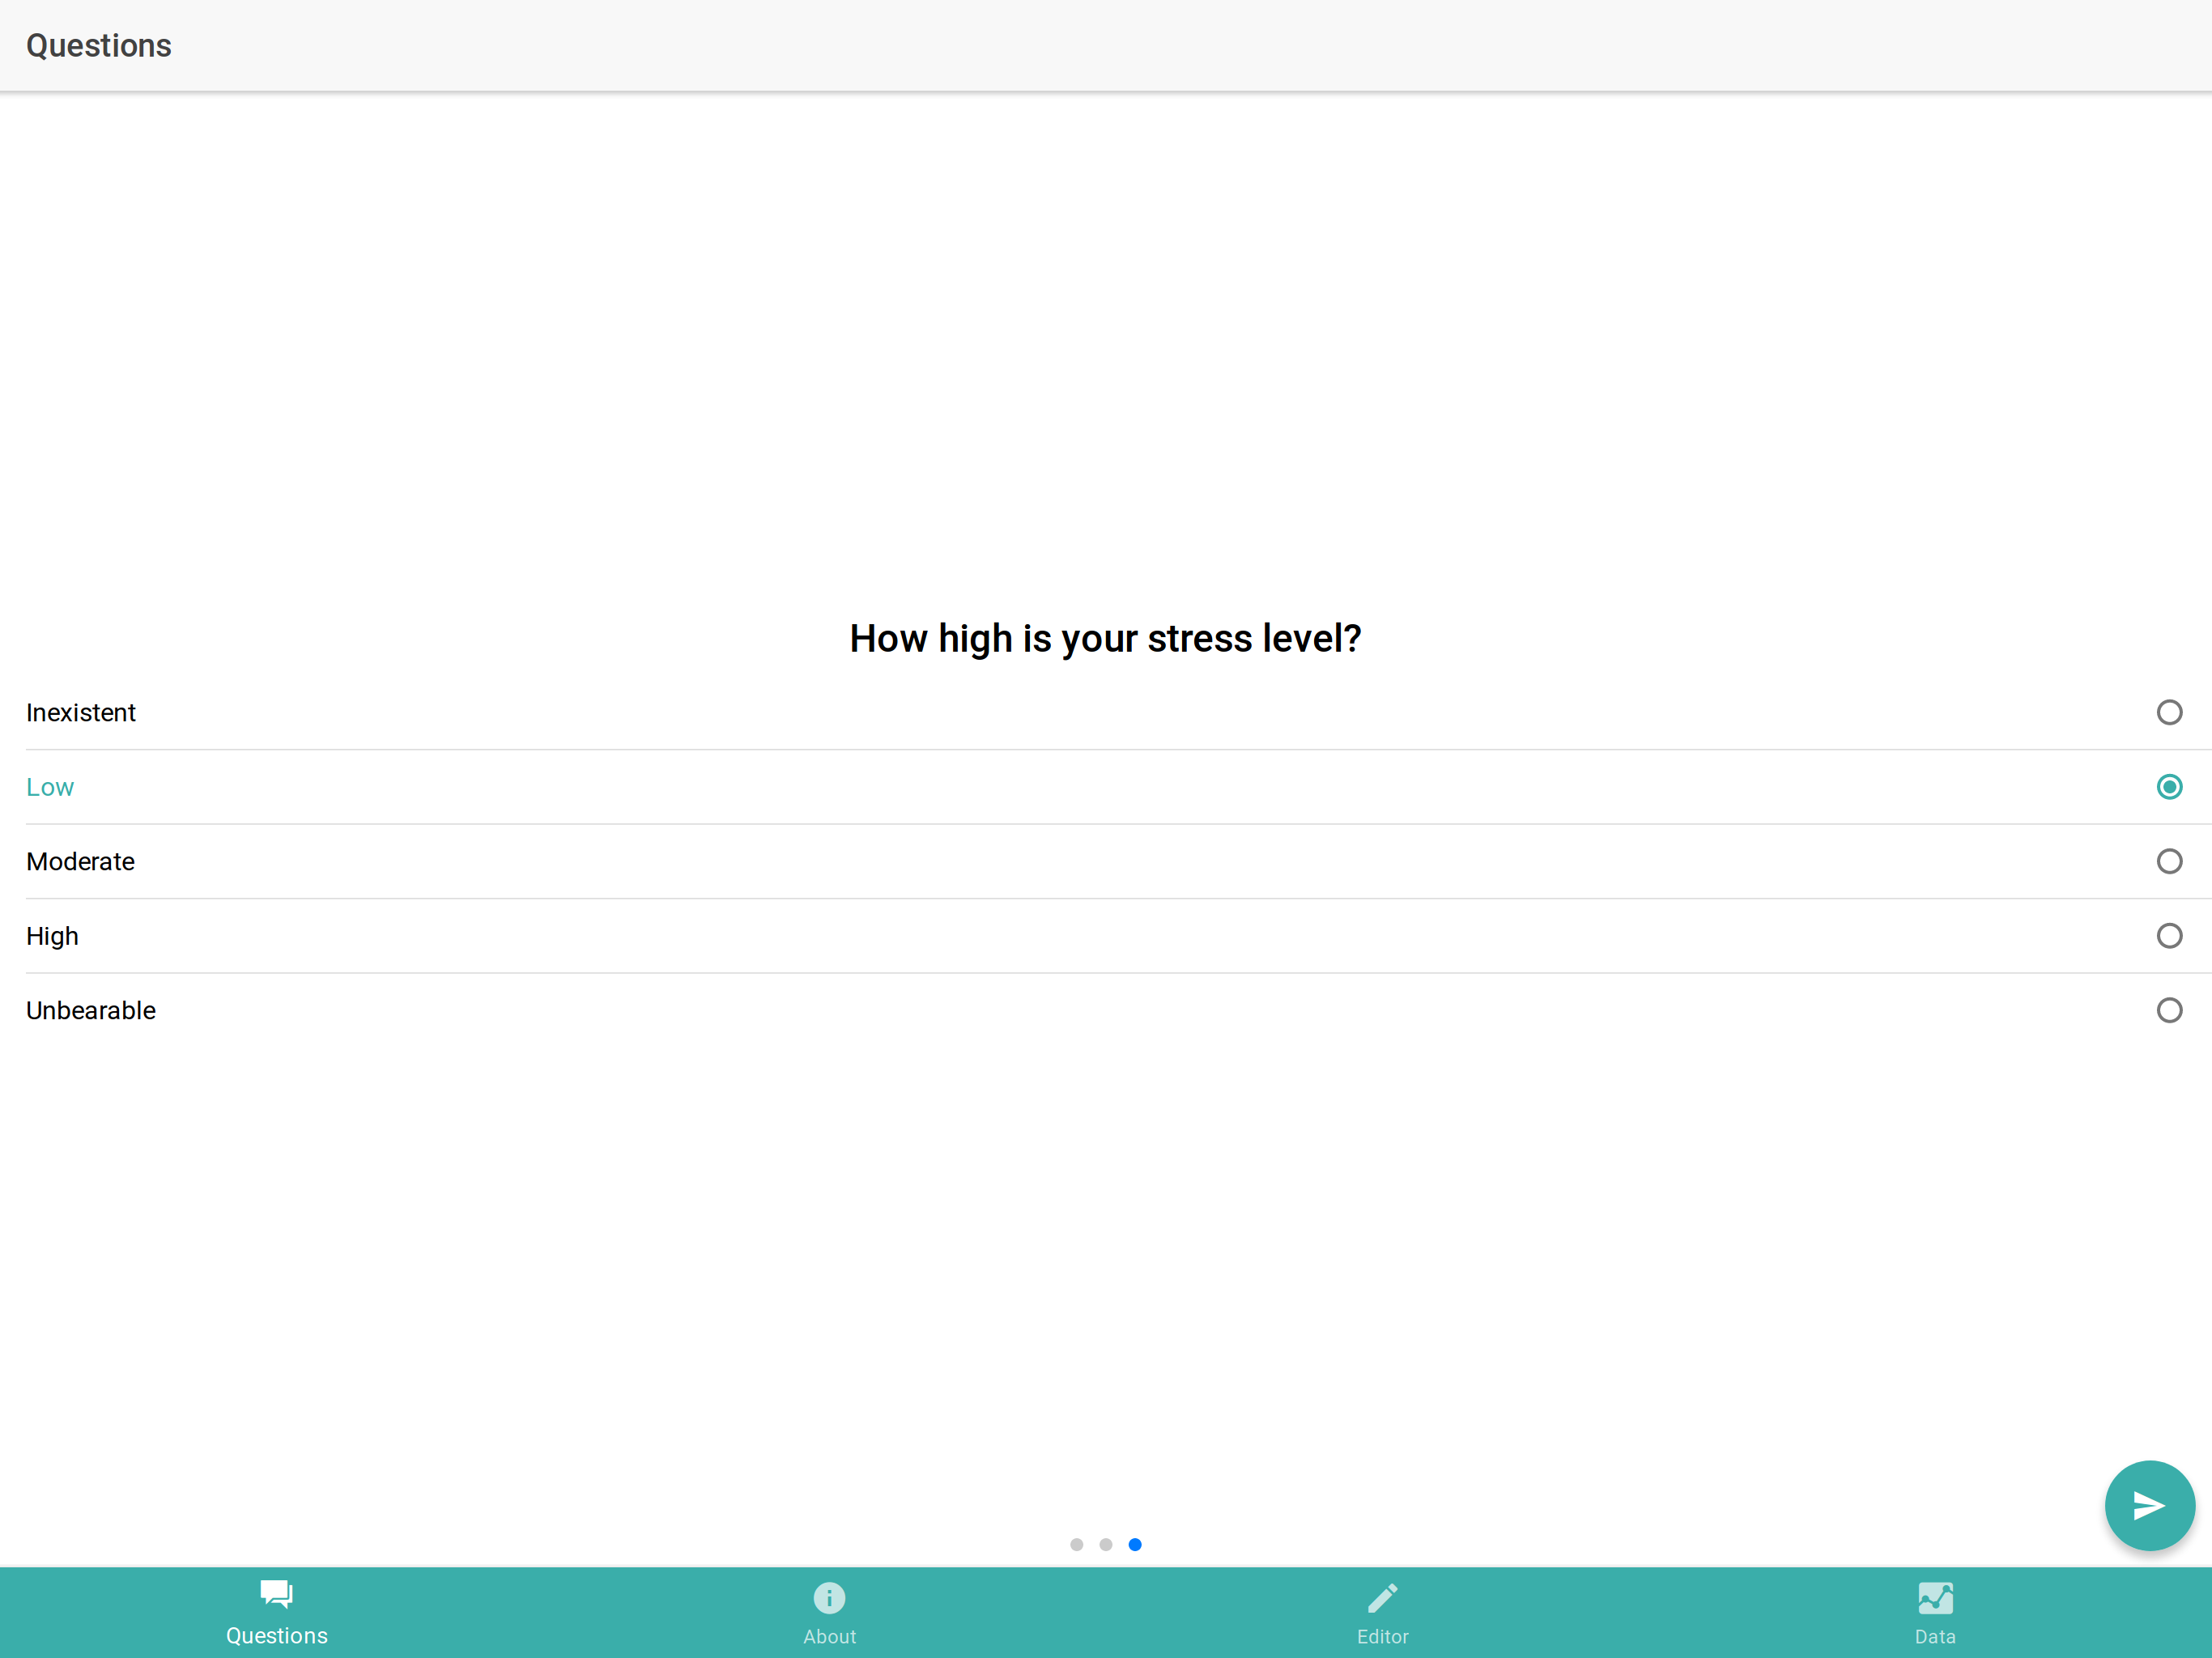 Questions
How high is your stress level?
Inexistent
Low
Moderate
High
Unbearable
Questions
About
Editor
Data